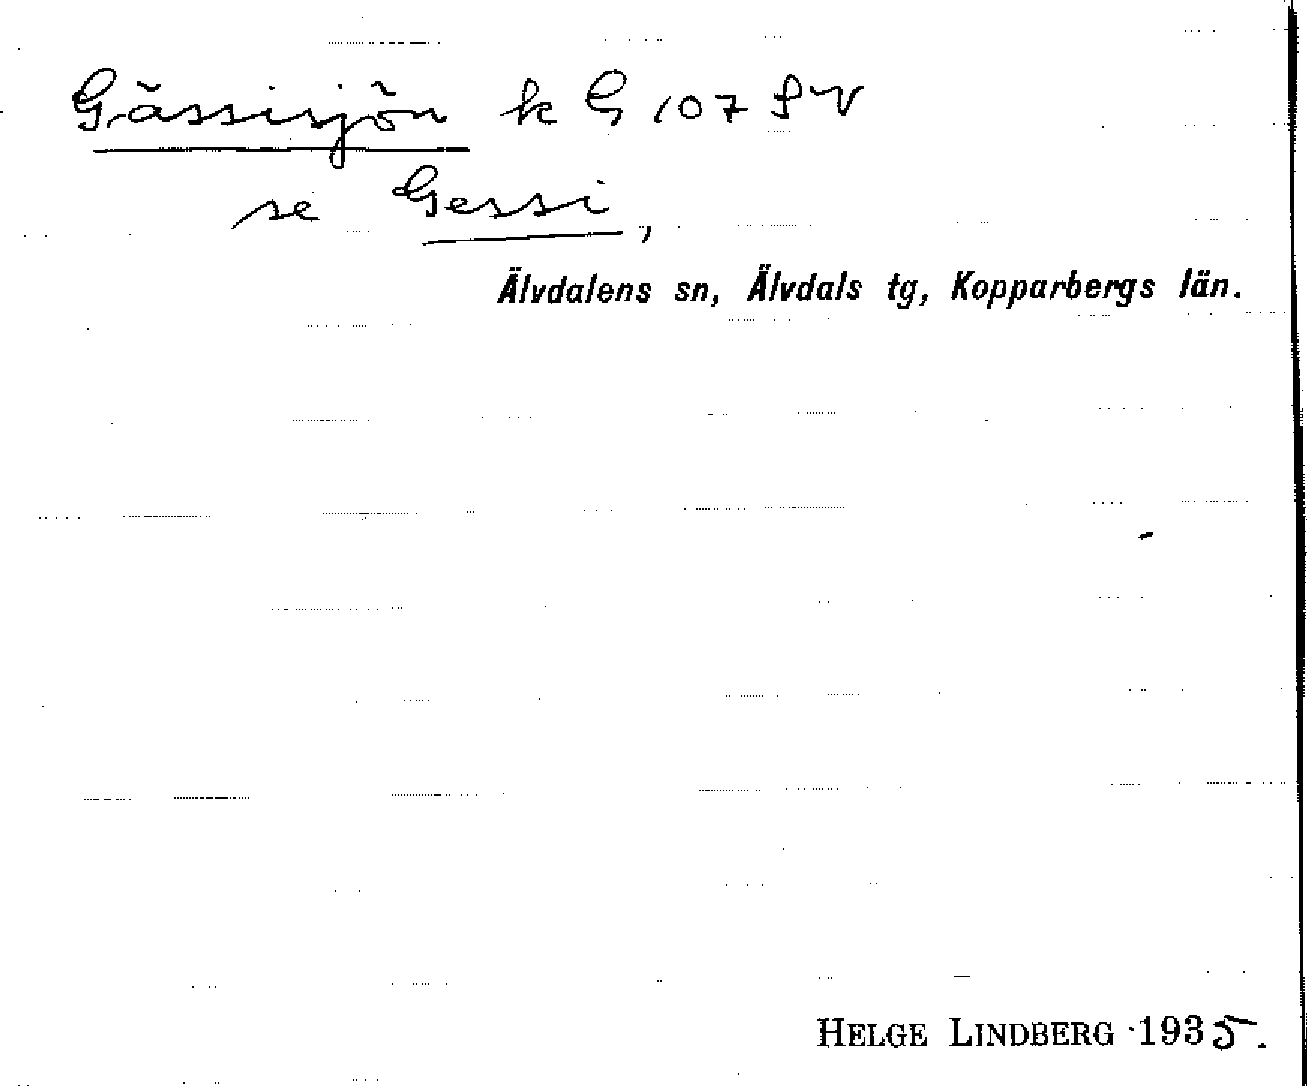 Gässisjön k G 107 SV
se Gessi,
Älvdalens sn, Älvdals tg, Kopparbergs län.
HELGE LINDBERG 1935.